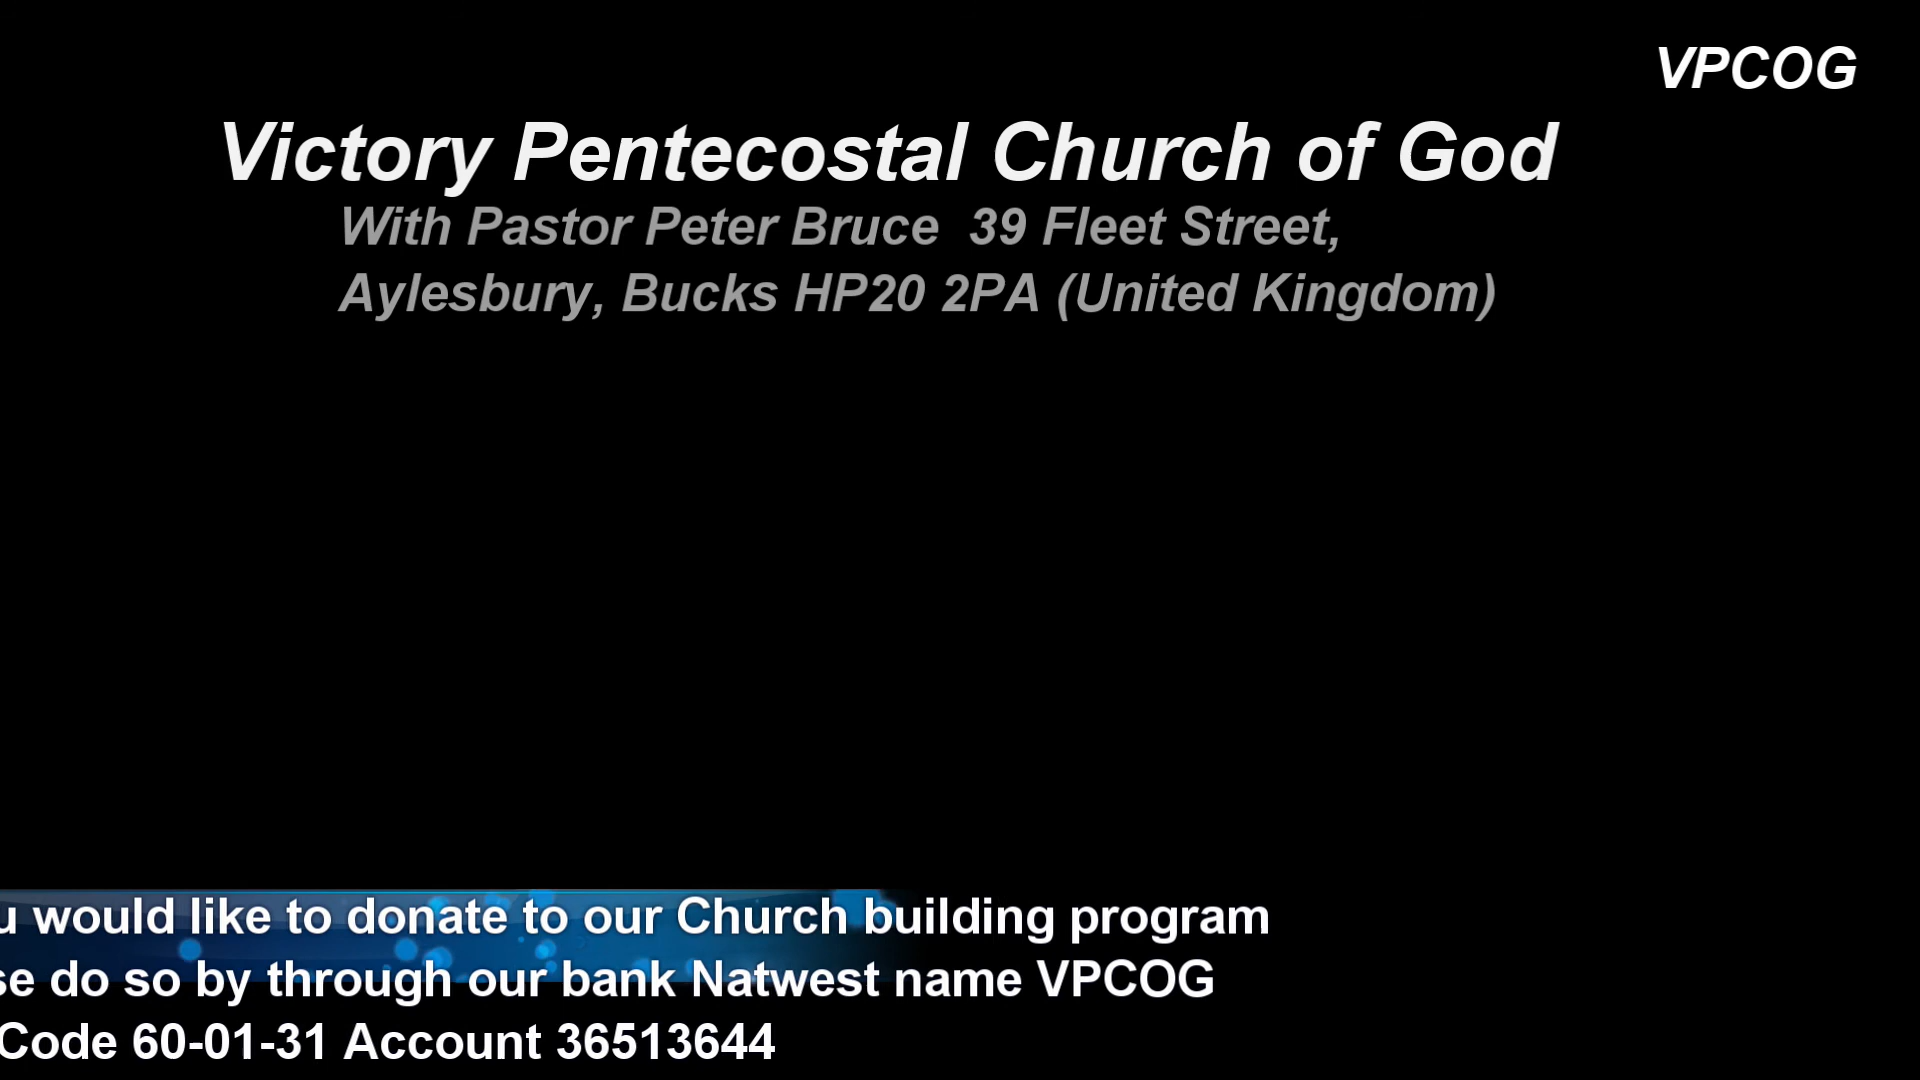 VPCOG
Victory Pentecostal Church of God
With Pastor Peter Bruce  39 Fleet Street,
Aylesbury, Bucks HP20 2PA (United Kingdom)
u would like to donate to our Church building program
se do so by through our bank Natwest name VPCOG
Code 60-01-31 Account 36513644